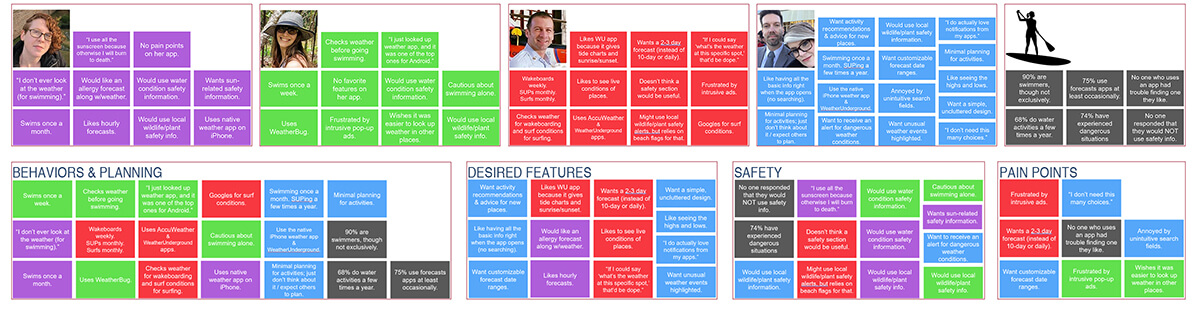 "I use all the
sunscreen because
otherwise I will burn
to death."
No pain points
on her app.
"I don't ever look
at the weather
(for swimming)."
Would like an
allergy forecast
along w/weather.
Would use water
condition safety
information.
Wants sun-
related safety
information.
Swims once a
month.
Likes hourly
forecasts.
Would use local
wildlife/plant
safety info.
Uses native
weather app on
iPhone.
Checks weather
before going
swimming.
"I just looked up
weather app, and it
was one of the top
ones for Android."
Swims once a
week.
No favorite
features on
her app.
Would use water
condition safety
information.
Cautious about
swimming alone.
Uses
WeatherBug.
Frustrated by
intrusive pop-up
ads.
Wishes it was
easier to look up
weather in other
places.
Would use local
wildlife/plant
safety info.
Likes WU app
because it gives
tide charts and
sunrise/sunset.
Wants a 2-3 day
forecast (instead of
10-day or daily).
"If I could say
'what's the weather
at this specific spot,'
that'd be dope."
Wakeboards
weekly.
SUPs monthly.
Surfs monthly.
Likes to see live
conditions of
places.
Doesn't think a
safety section
would be useful.
Frustrated by
intrusive ads.
Checks weather for
wakeboarding and
surf conditions
for surfing.
Uses AccuWeather
& WeatherUnderground
apps.
Might use local
wildlife/plant safety
alerts, but relies on
beach flags for that.
Googles for surf
conditions.
Want activity
recommendations
& advice for new
places.
Would use local
wildlife/plant
safety information.
"I do actually love
notifications from
my apps."
Swimming once a
month. SUPing a
few times a year.
Want customizable
forecast date
ranges.
Minimal planning
for activities.
Like having all the
basic info right
when the app opens
(no searching).
Use the native
iPhone weather app
& WeatherUnderground.
Annoyed by
unintuitive search
fields.
Like seeing the
highs and lows.
Want a simple,
uncluttered design.
Minimal planning for
activities; just don't
think about it
/ expect others to
plan.
Want to receive an
alert for dangerous
weather
conditions.
Want unusual
weather events
highlighted.
"I don't need this
many choices."
90% are
swimmers,
though not
exclusively.
75% use
forecasts apps
at least
occasionally.
No one who uses
an app had
trouble finding one
they like.
68% do water
activities a few
times a year.
74% have
experienced
dangerous
situations
No one
responded that
they would NOT
use safety info.
BEHAVIORS & PLANNING
Swims once a
week.
Checks weather
before going
swimming.
"I just looked up
weather app, and it
was one of the top
ones for Android."
Googles for surf
conditions.
Swimming once a
month. SUPing a
few times a year.
Minimal planning
for activities.
"I don't ever look at
the weather (for
swimming)."
Wakeboards
weekly.
SUPs monthly.
Surfs monthly.
Uses AccuWeather &
WeatherUnderground
apps.
Cautious about
swimming alone.
Use the native
iPhone weather app
&
WeatherUnderground.
90% are
swimmers, though
not exclusively.
Swims once a
month.
Uses WeatherBug.
Checks weather
for wakeboarding
and surf conditions
for surfing.
Uses native
weather app on
iPhone.
Minimal planning for
activities; just
don't think about
it / expect others
to plan.
68% do water
activities a few
times a year.
75% use forecasts
apps at least
occasionally.
DESIRED FEATURES
Want activity
recommendations
& advice for new
places.
Likes WU app
because it gives
tide charts and
sunrise/sunset.
Wants a 2-3 day
forecast (instead of
10-day or daily).
Want a simple,
uncluttered design.
Like having all the
basic info right
when the app opens
(no searching).
Would like an
allergy forecast
along w/weather.
Likes to see live
conditions of
places.
Like seeing
the highs and lows.
"I do actually love
notifications from
my apps."
Want customizable
forecast date
ranges.
Likes hourly
forecasts.
"If I could say
'what's the weather
at this specific spot,'
that'd be dope."
Want unusual
weather events
highlighted.
SAFETY
No one responded
that they would
NOT use safety
info.
"I use all the
sunscreen because
otherwise I will burn
to death."
Would use water
condition safety
information.
Cautious about
swimming alone.
Wants sun-related
safety information.
74% have
experienced
dangerous
situations
Doesn't think a
safety section
would be useful.
Would use water
condition safety
information.
Want to receive an
alert for dangerous
weather
conditions.
Would use local
wildlife/plant
safety information.
Might use local
wildlife/plant safety
alerts, but relies on
beach flags for that.
Would use local
wildlife/plant
safety info.
Would use local
wildlife/plant
safety info.
PAIN POINTS
Frustrated by
intrusive ads.
"I don't need this
many choices."
Wants a 2-3 day
forecast (instead of
10-day or daily).
No one who uses
an app had
trouble finding one
they like.
Annoyed by
unintuitive search
fields.
Want customizable
forecast date
ranges.
Frustrated by
intrusive pop-up
ads.
Wishes it was
easier to look up
weather in other
places.